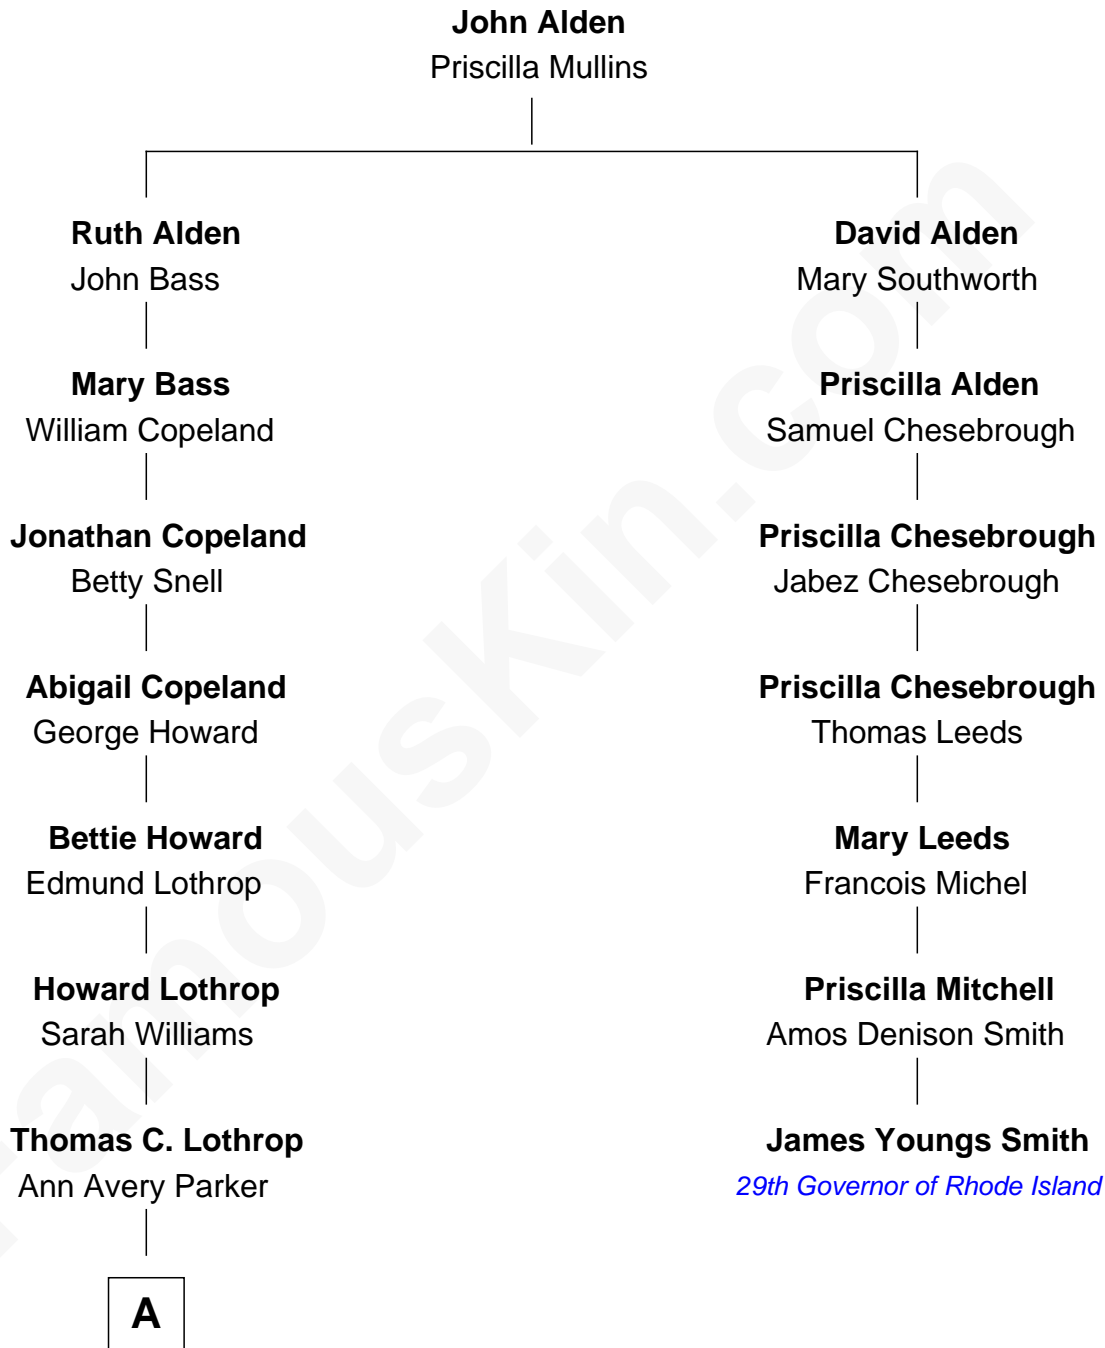 John Alden
Priscilla Mullins
Ruth Alden
John Bass
Mary Bass
William Copeland
Jonathan Copeland
Betty Snell
Abigail Copeland
George Howard
Bettie Howard
Edmund Lothrop
Howard Lothrop
Sarah Williams
Thomas C. Lothrop
Ann Avery Parker
A
David Alden
Mary Southworth
Priscilla Alden
Samuel Chesebrough
Priscilla Chesebrough
Jabez Chesebrough
Priscilla Chesebrough
Thomas Leeds
Mary Leeds
Francois Michel
Priscilla Mitchell
Amos Denison Smith
James Youngs Smith
29th Governor of Rhode Island
FamousKin.com